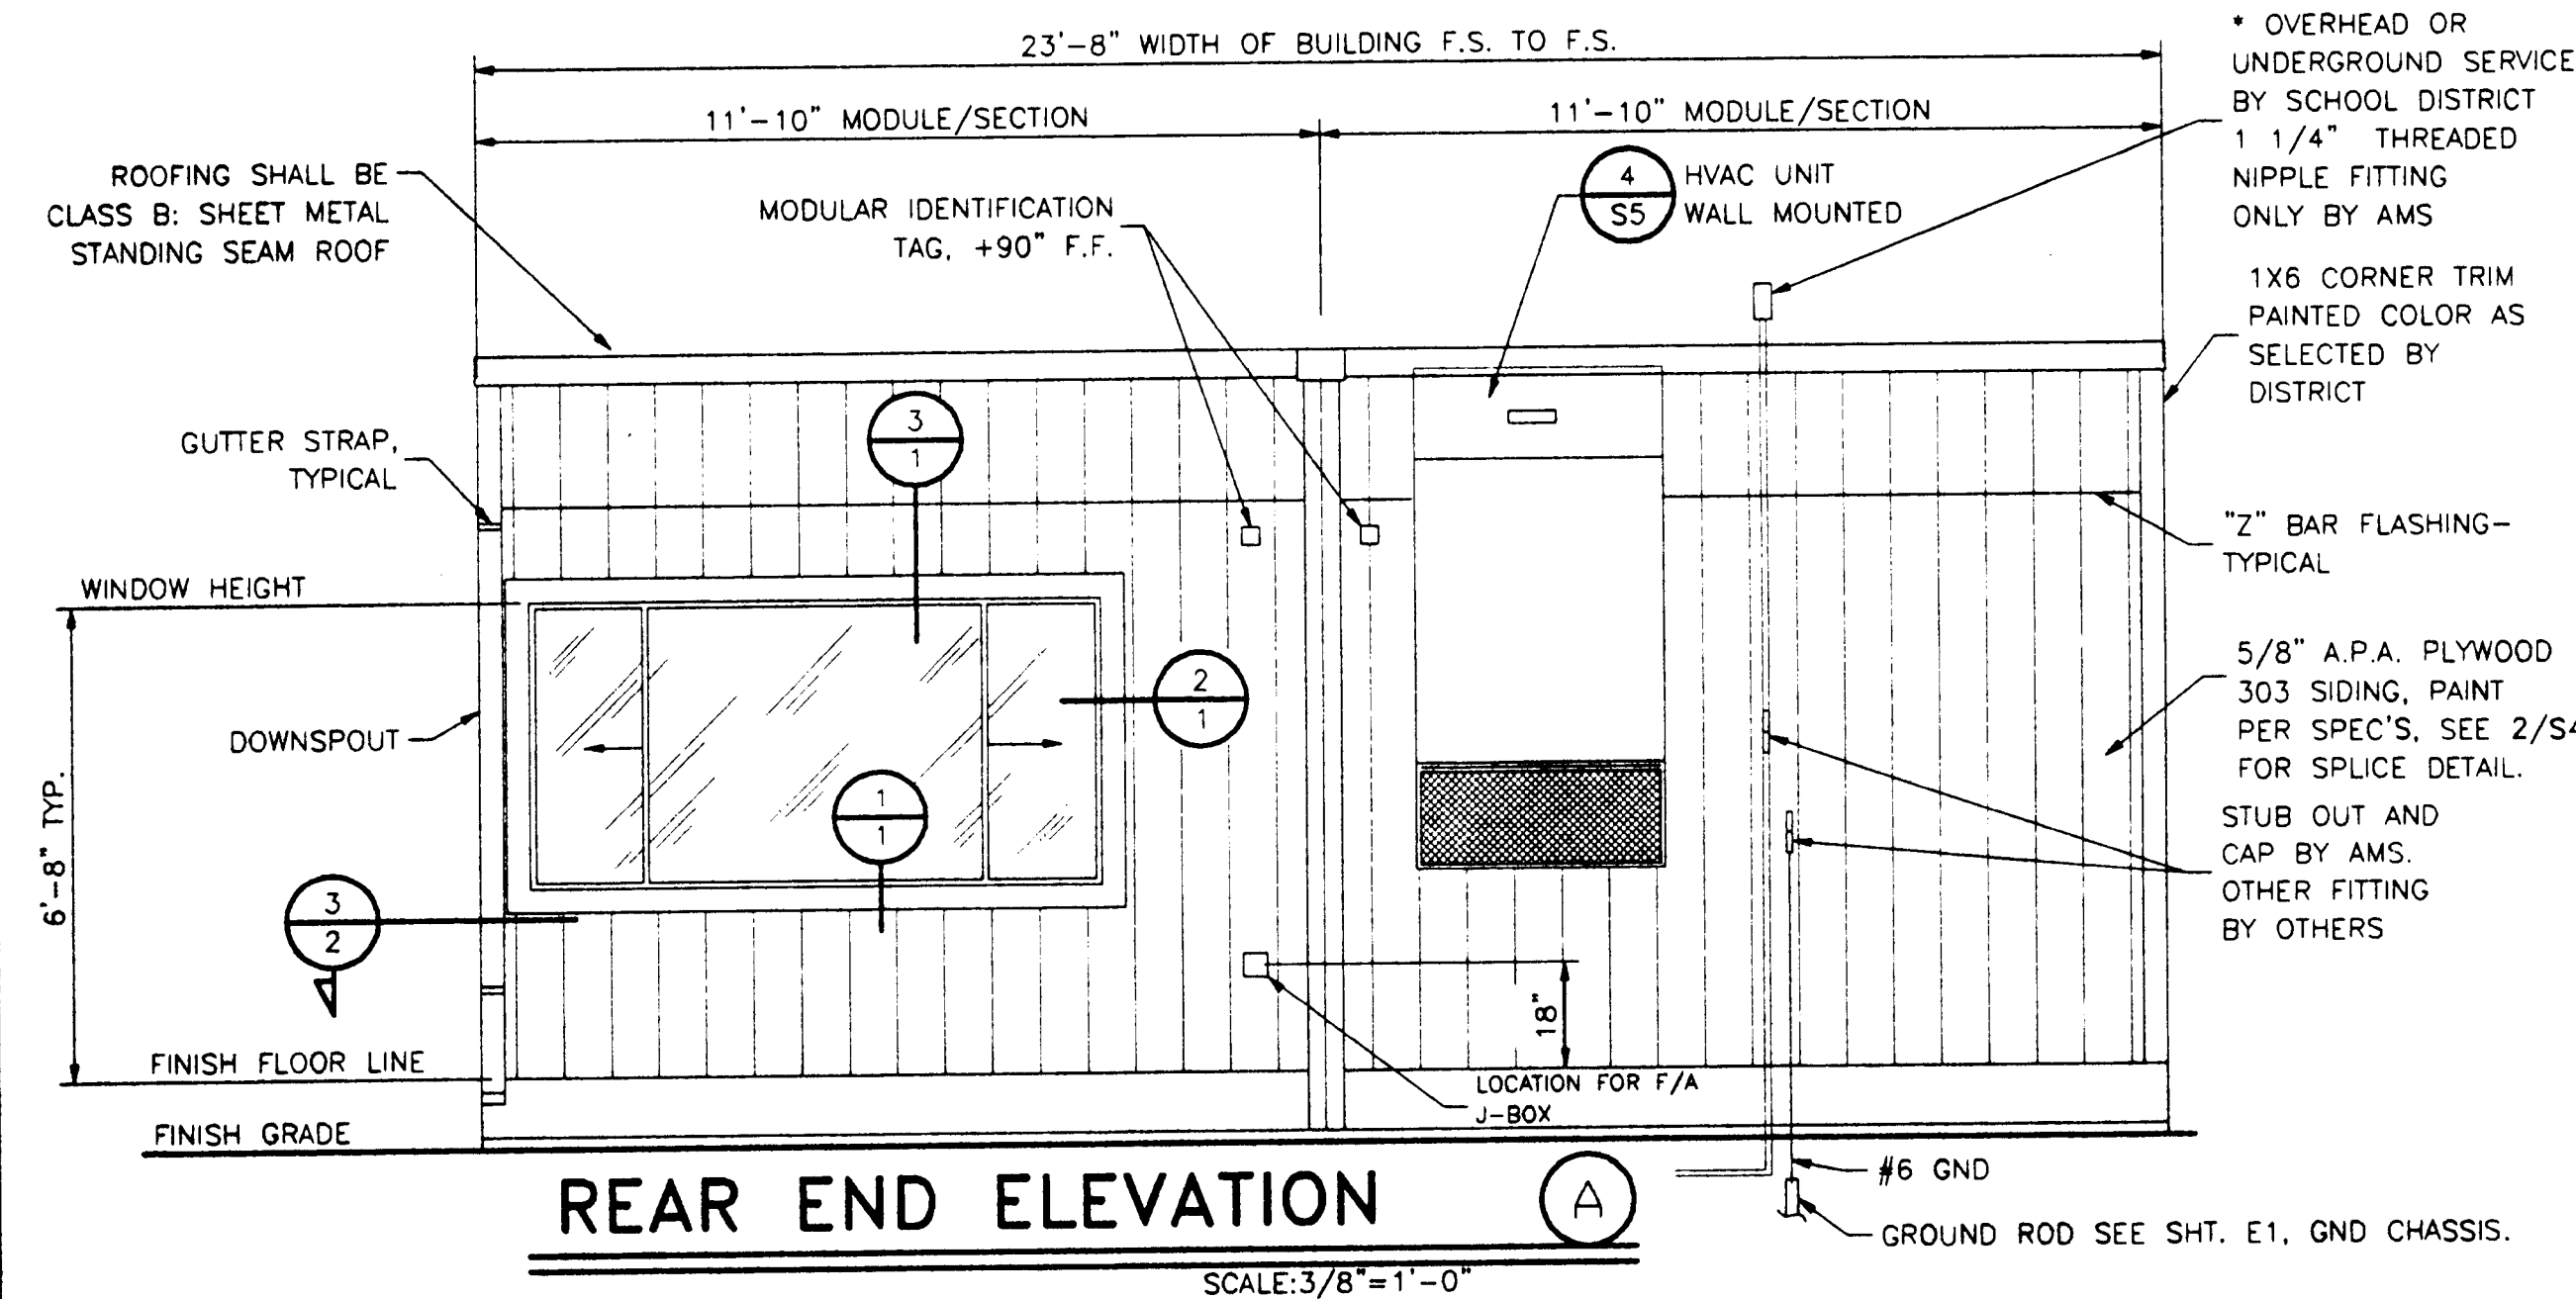 23'-8" WIDTH OF BUILDING F.S. TO F.S.
11'-10" MODULE/SECTION
11'-10" MODULE/SECTION
* OVERHEAD OR
UNDERGROUND SERVICE
BY SCHOOL DISTRICT
1 1/4" THREADED
NIPPLE FITTING
ONLY BY AMS
ROOFING SHALL BE
CLASS B: SHEET METAL
STANDING SEAM ROOF
MODULAR IDENTIFICATION
TAG, +90" F.F.
4
S5
HVAC UNIT
WALL MOUNTED
1X6 CORNER TRIM
PAINTED COLOR AS
SELECTED BY
DISTRICT
GUTTER STRAP,
TYPICAL
3
1
"Z" BAR FLASHING-
TYPICAL
WINDOW HEIGHT
2
1
5/8" A.P.A. PLYWOOD
303 SIDING, PAINT
PER SPEC'S, SEE 2/S4
FOR SPLICE DETAIL.
DOWNSPOUT
6'-8" TYP.
1
1
STUB OUT AND
CAP BY AMS.
OTHER FITTING
BY OTHERS
3
2
18"
FINISH FLOOR LINE
LOCATION FOR F/A
J-BOX
FINISH GRADE
#6 GND
REAR END ELEVATION
A
GROUND ROD SEE SHT. E1, GND CHASSIS.
SCALE:3/8"=1'-0"